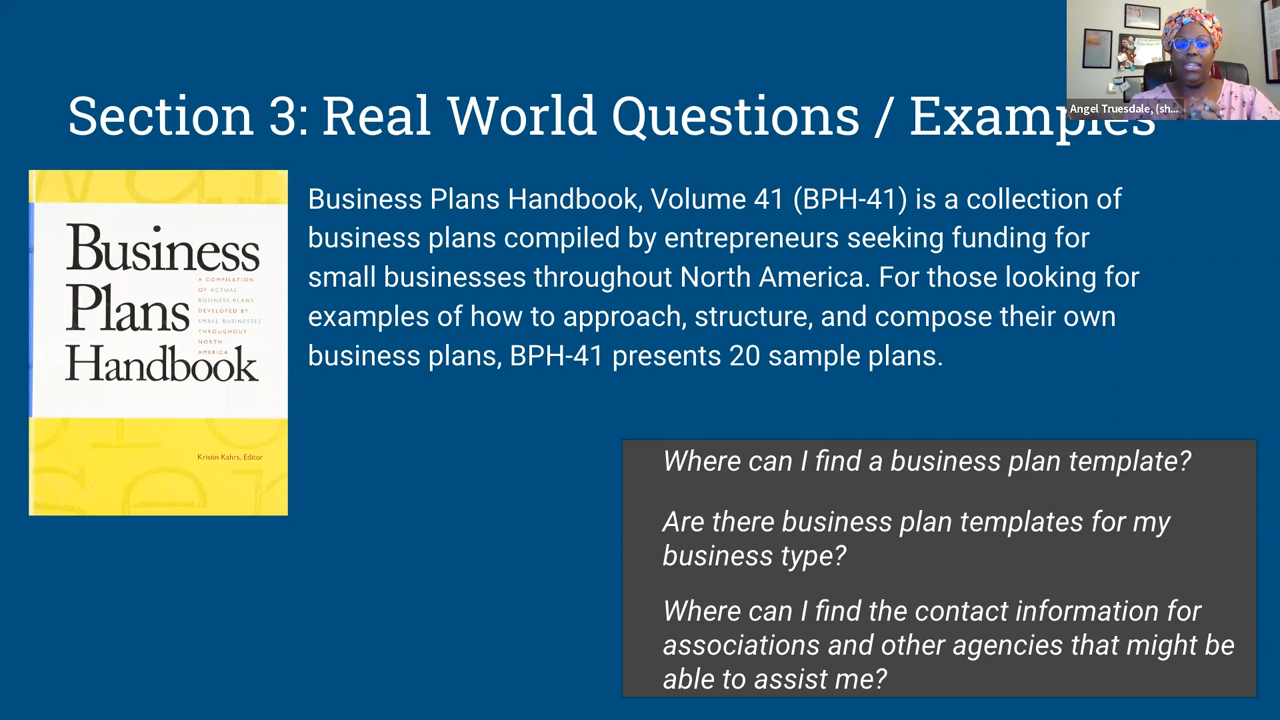 Section 3: Real World Questions / Examples
Angel Truesdale, (sh...
Business Plans Handbook, Volume 41 (BPH-41) is a collection of
business plans compiled by entrepreneurs seeking funding for
small businesses throughout North America. For those looking for
examples of how to approach, structure, and compose their own
business plans, BPH-41 presents 20 sample plans.
Business
Plans
Handbook
A COMPILATION
OF ACTUAL
BUSINESS PLANS
DEVELOPED BY
SMALL BUSINESSES
THROUGHOUT
NORTH
AMERICA
Kristin Kahrs, Editor
Where can I find a business plan template?
Are there business plan templates for my
business type?
Where can I find the contact information for
associations and other agencies that might be
able to assist me?